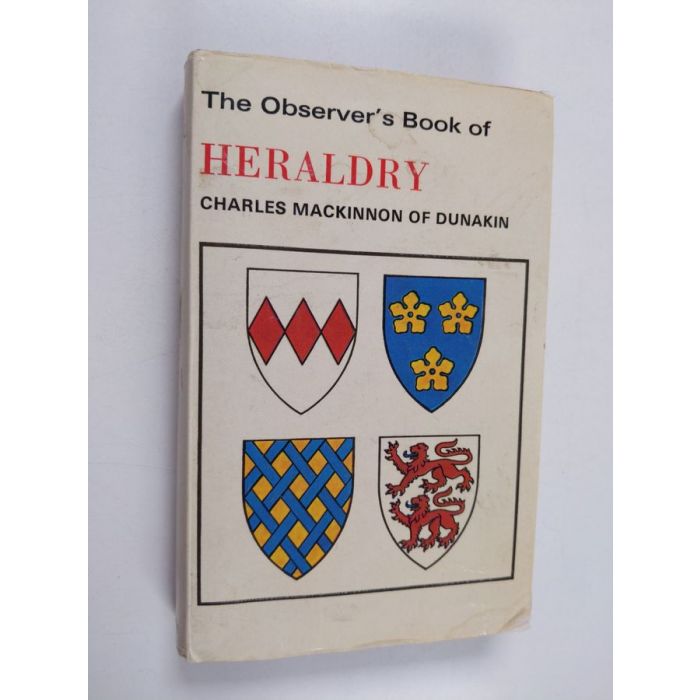 The Observer's Book of
HERALDRY
CHARLES MACKINNON OF DUNAKIN